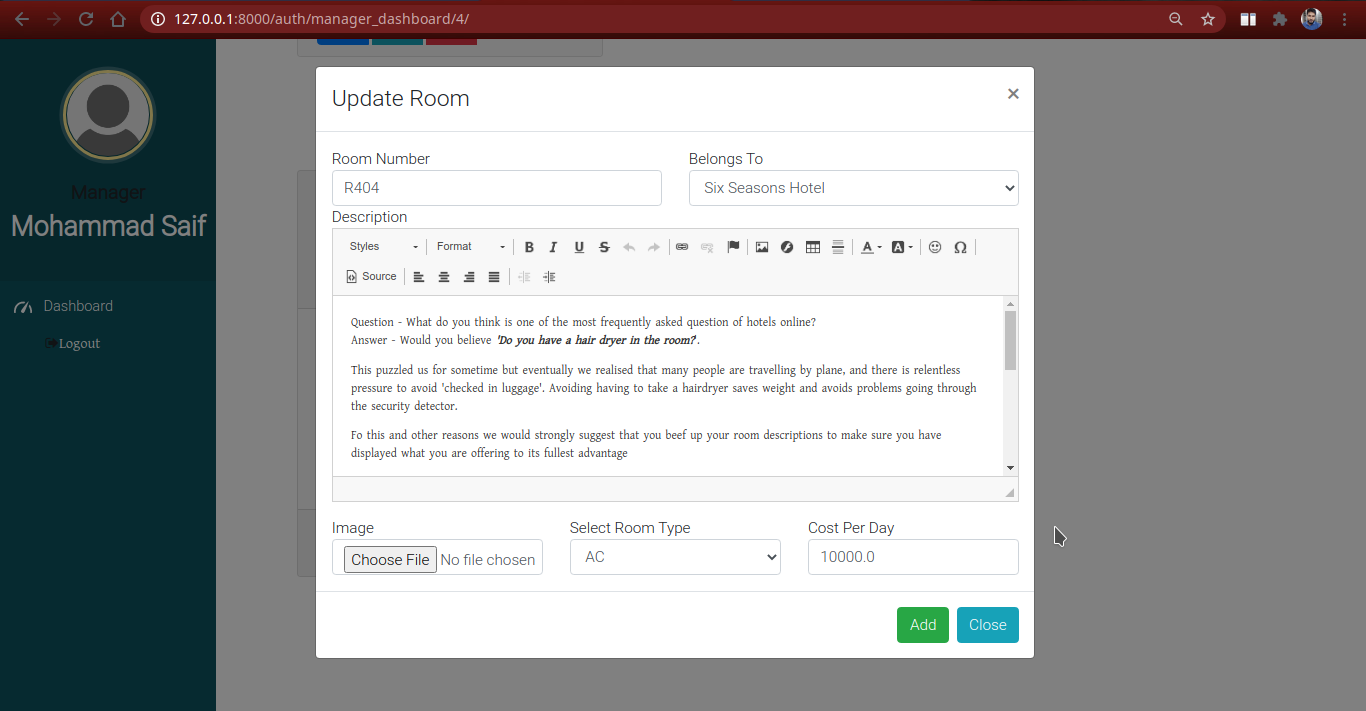 127.0.0.1:8000/auth/manager_dashboard/4/
Manager
Mohammad Saif
Dashboard
Logout
Update Room
×
Room Number
Belongs To
R404
Six Seasons Hotel
Description
Styles Format B I U S A A Ω
Source
Question - What do you think is one of the most frequently asked question of hotels online?
Answer - Would you believe 'Do you have a hair dryer in the room?'.
This puzzled us for sometime but eventually we realised that many people are travelling by plane, and there is relentless
pressure to avoid 'checked in luggage'. Avoiding having to take a hairdryer saves weight and avoids problems going through
the security detector.
Fo this and other reasons we would strongly suggest that you beef up your room descriptions to make sure you have
displayed what you are offering to its fullest advantage
Image
Select Room Type
Cost Per Day
Choose File No file chosen
AC
10000.0
Add
Close